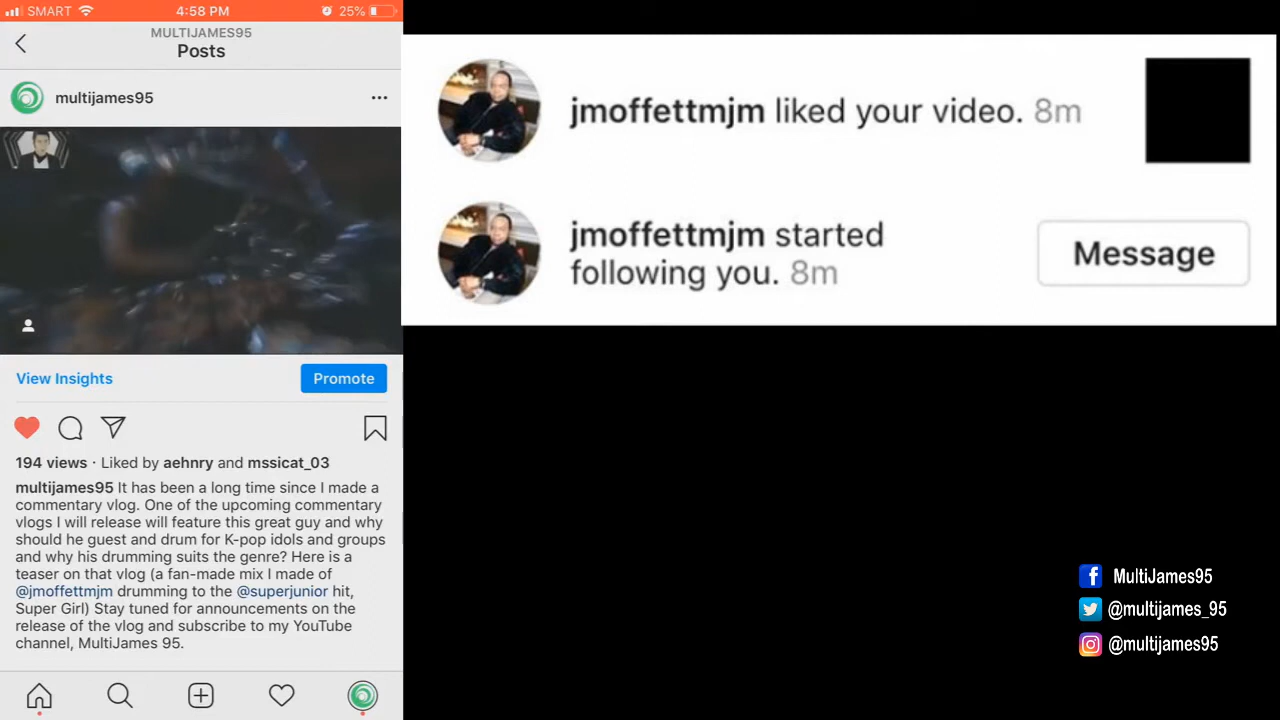 SMART 4:58 PM 25%
MULTIJAMES95
Posts
multijames95
View Insights Promote
194 views · Liked by aehnry and mssicat_03
multijames95 It has been a long time since I made a
commentary vlog. One of the upcoming commentary
vlogs I will release will feature this great guy and why
should he guest and drum for K-pop idols and groups
and why his drumming suits the genre? Here is a
teaser on that vlog (a fan-made mix I made of
@jmoffettmjm drumming to the @superjunior hit,
Super Girl) Stay tuned for announcements on the
release of the vlog and subscribe to my YouTube
channel, MultiJames 95.
jmoffettmjm liked your video. 8m
jmoffettmjm started
following you. 8m
Message
MultiJames95
@multijames_95
@multijames95